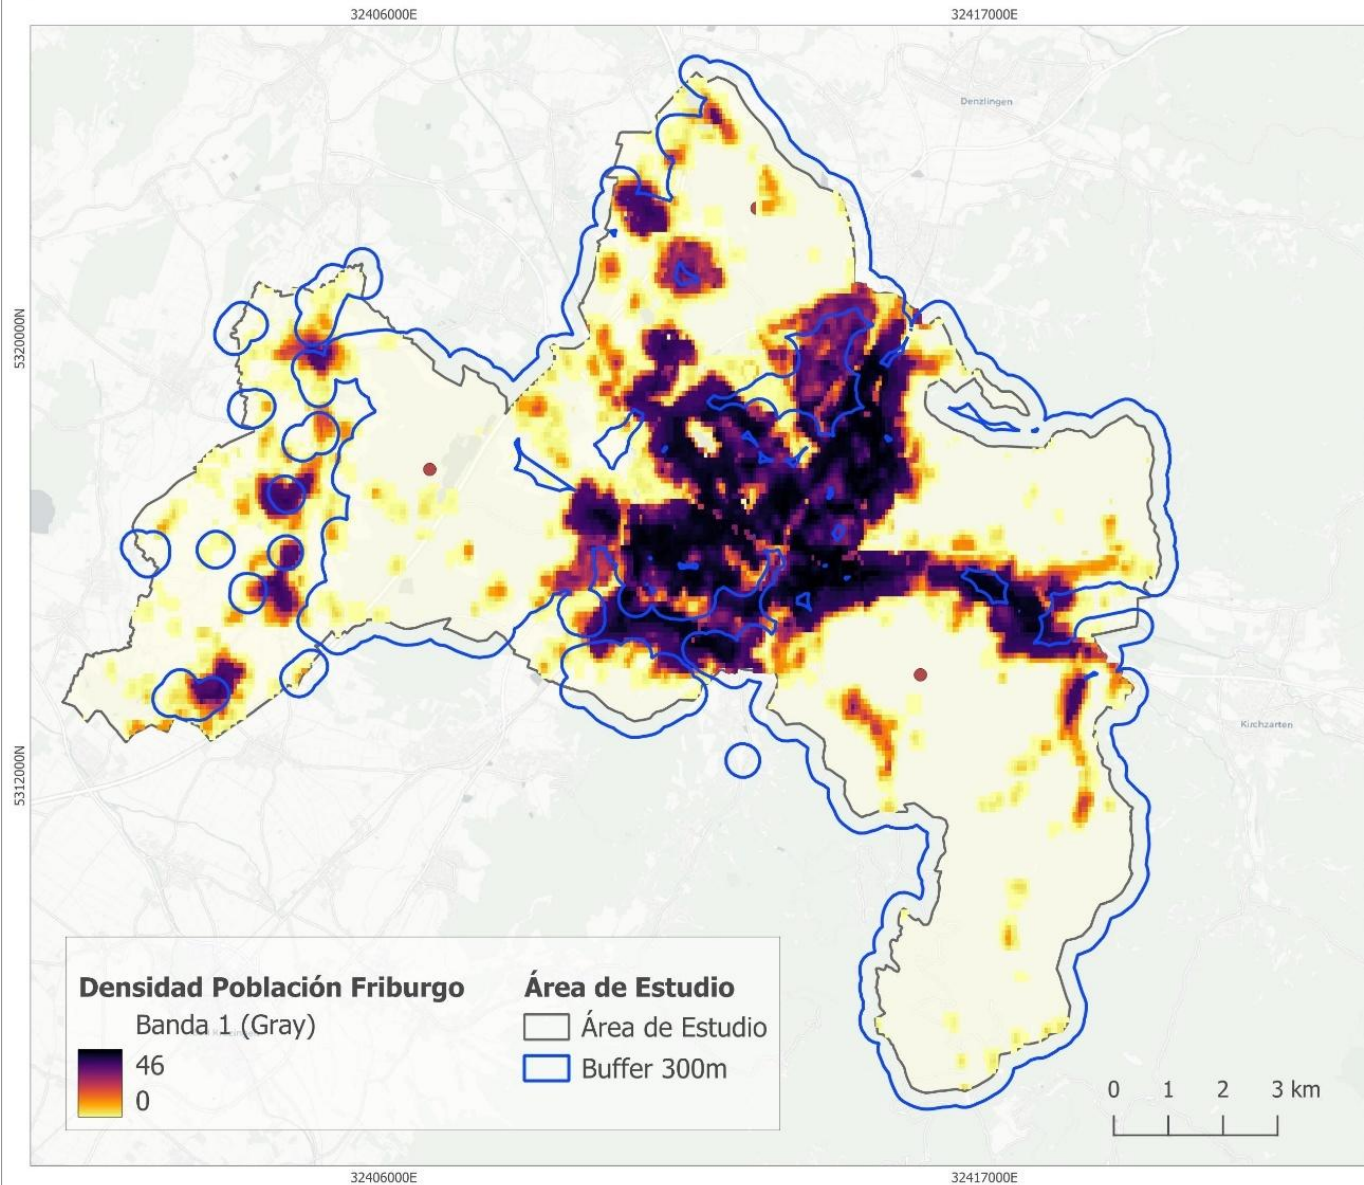 32406000E
32417000E
Denzlingen
5320000N
5312000N
Kirchzarten
Densidad Población Friburgo
Banda 1 (Gray)
46
0
Área de Estudio
Área de Estudio
Buffer 300m
0 1 2 3 km
32406000E
32417000E